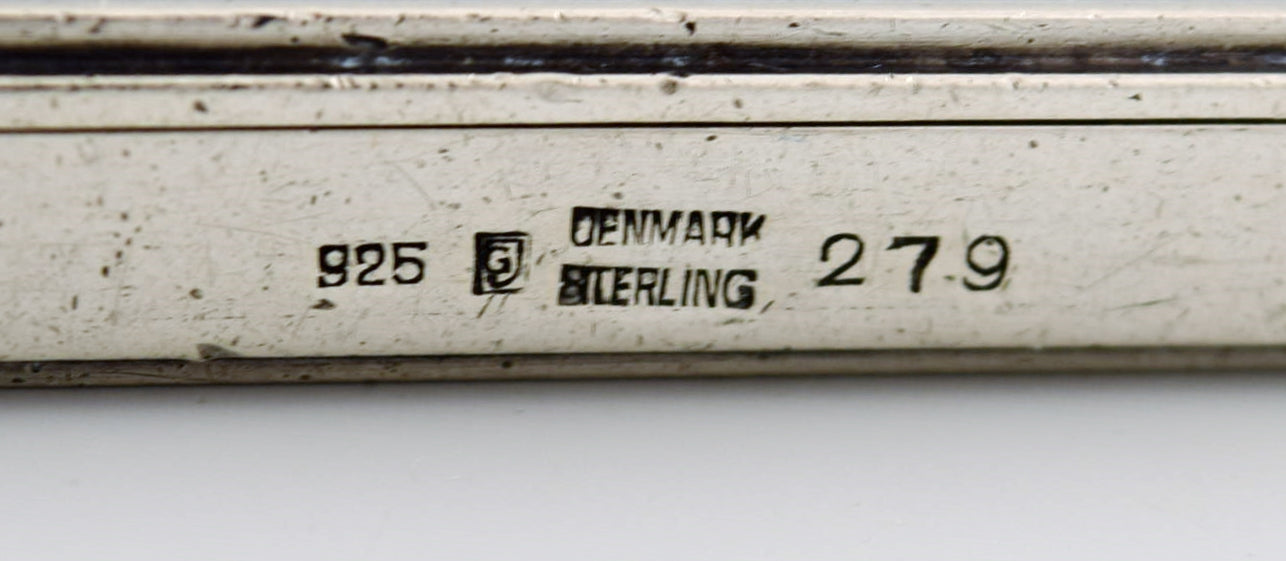 925 GJ DENMARK 279
STERLING